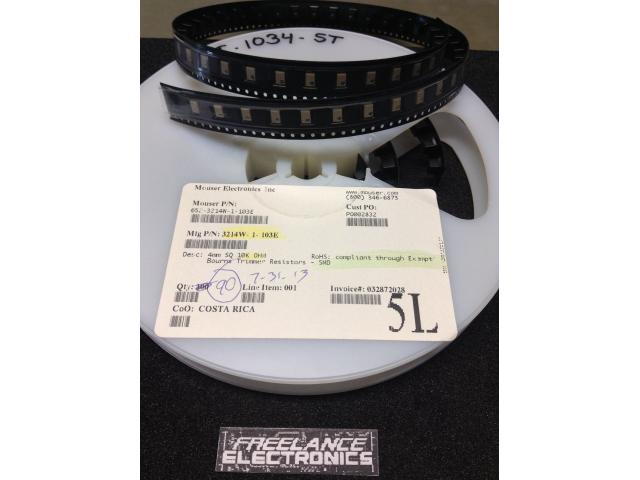 1034-ST
Mouser Electronics Inc
www.mouser.com
(800) 346-6873
Mouser P/N:
652-3214W-1-103E
Cust PO:
PO002832
Mfg P/N: 3214W-1-103E
Desc: 4mm SQ 10K OHM
Bourns Trimmer Resistors - SMD
RoHS: compliant through Exempt
Qty: 100
90
7-31-13
Line Item: 001
Invoice#: 032872028
CoO: COSTA RICA
5L
FREELANCE
ELECTRONICS